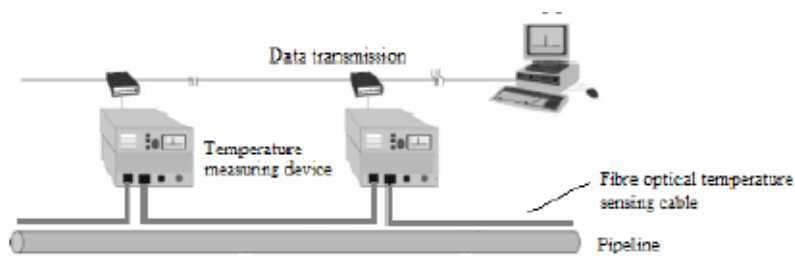 Data transmission
Temperature
measuring device
Fibre optical temperature
sensing cable
Pipeline